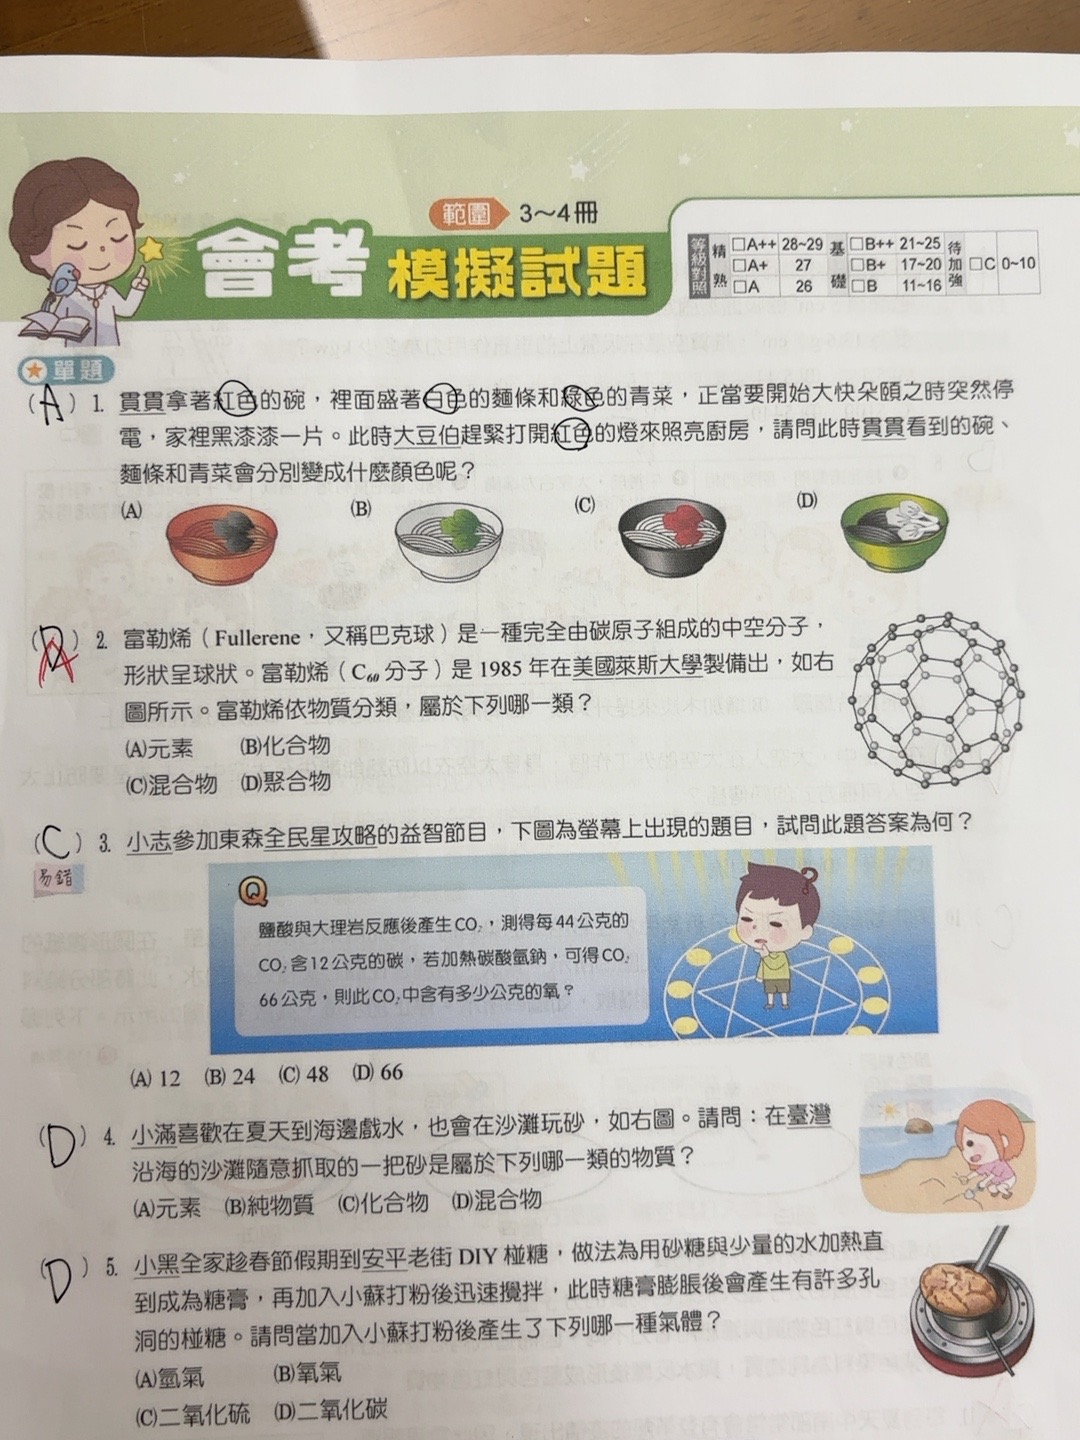 範圍 3～4冊
會考 模擬試題
等級對照 精熟 □A++ 28~29 基礎 □B++ 21~25 待加強 □C 0~10
□A+ 27 □B+ 17~20
□A 26 □B 11~16
單題
(A) 1. 貫貫拿著紅色的碗，裡面盛著白色的麵條和綠色的青菜，正當要開始大快朵頤之時突然停
電，家裡黑漆漆一片。此時大豆伯趕緊打開紅色的燈來照亮廚房，請問此時貫貫看到的碗、
麵條和青菜會分別變成什麼顏色呢？
(A) (B) (C) (D)
(A) 2. 富勒烯（Fullerene，又稱巴克球）是一種完全由碳原子組成的中空分子，
形狀呈球狀。富勒烯（C₆₀分子）是 1985 年在美國萊斯大學製備出，如右
圖所示。富勒烯依物質分類，屬於下列哪一類？
(A)元素 (B)化合物
(C)混合物 (D)聚合物
(C) 3. 小志參加東森全民星攻略的益智節目，下圖為螢幕上出現的題目，試問此題答案為何？
易錯
Q
鹽酸與大理岩反應後產生CO₂，測得每44公克的
CO₂含12公克的碳，若加熱碳酸氫鈉，可得CO₂
66公克，則此CO₂中含有多少公克的氧？
(A) 12 (B) 24 (C) 48 (D) 66
(D) 4. 小滿喜歡在夏天到海邊戲水，也會在沙灘玩砂，如右圖。請問：在臺灣
沿海的沙灘隨意抓取的一把砂是屬於下列哪一類的物質？
(A)元素 (B)純物質 (C)化合物 (D)混合物
(D) 5. 小黑全家趁春節假期到安平老街 DIY 椪糖，做法為用砂糖與少量的水加熱直
到成為糖膏，再加入小蘇打粉後迅速攪拌，此時糖膏膨脹後會產生有許多孔
洞的椪糖。請問當加入小蘇打粉後產生了下列哪一種氣體？
(A)氫氣 (B)氧氣
(C)二氧化硫 (D)二氧化碳